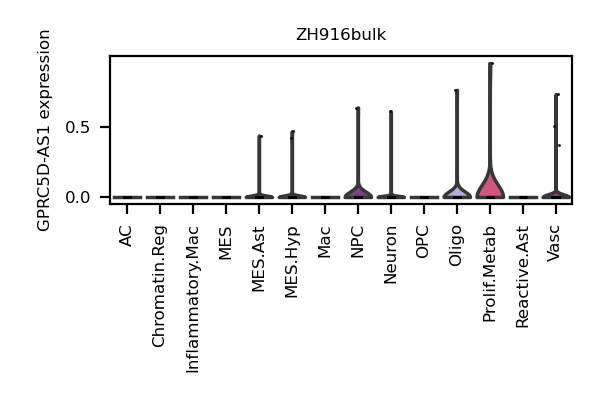 ZH916bulk
GPRC5D-AS1 expression
0.5
0.0
AC
Chromatin.Reg
Inflammatory.Mac
MES
MES.Ast
MES.Hyp
Mac
NPC
Neuron
OPC
Oligo
Prolif.Metab
Reactive.Ast
Vasc